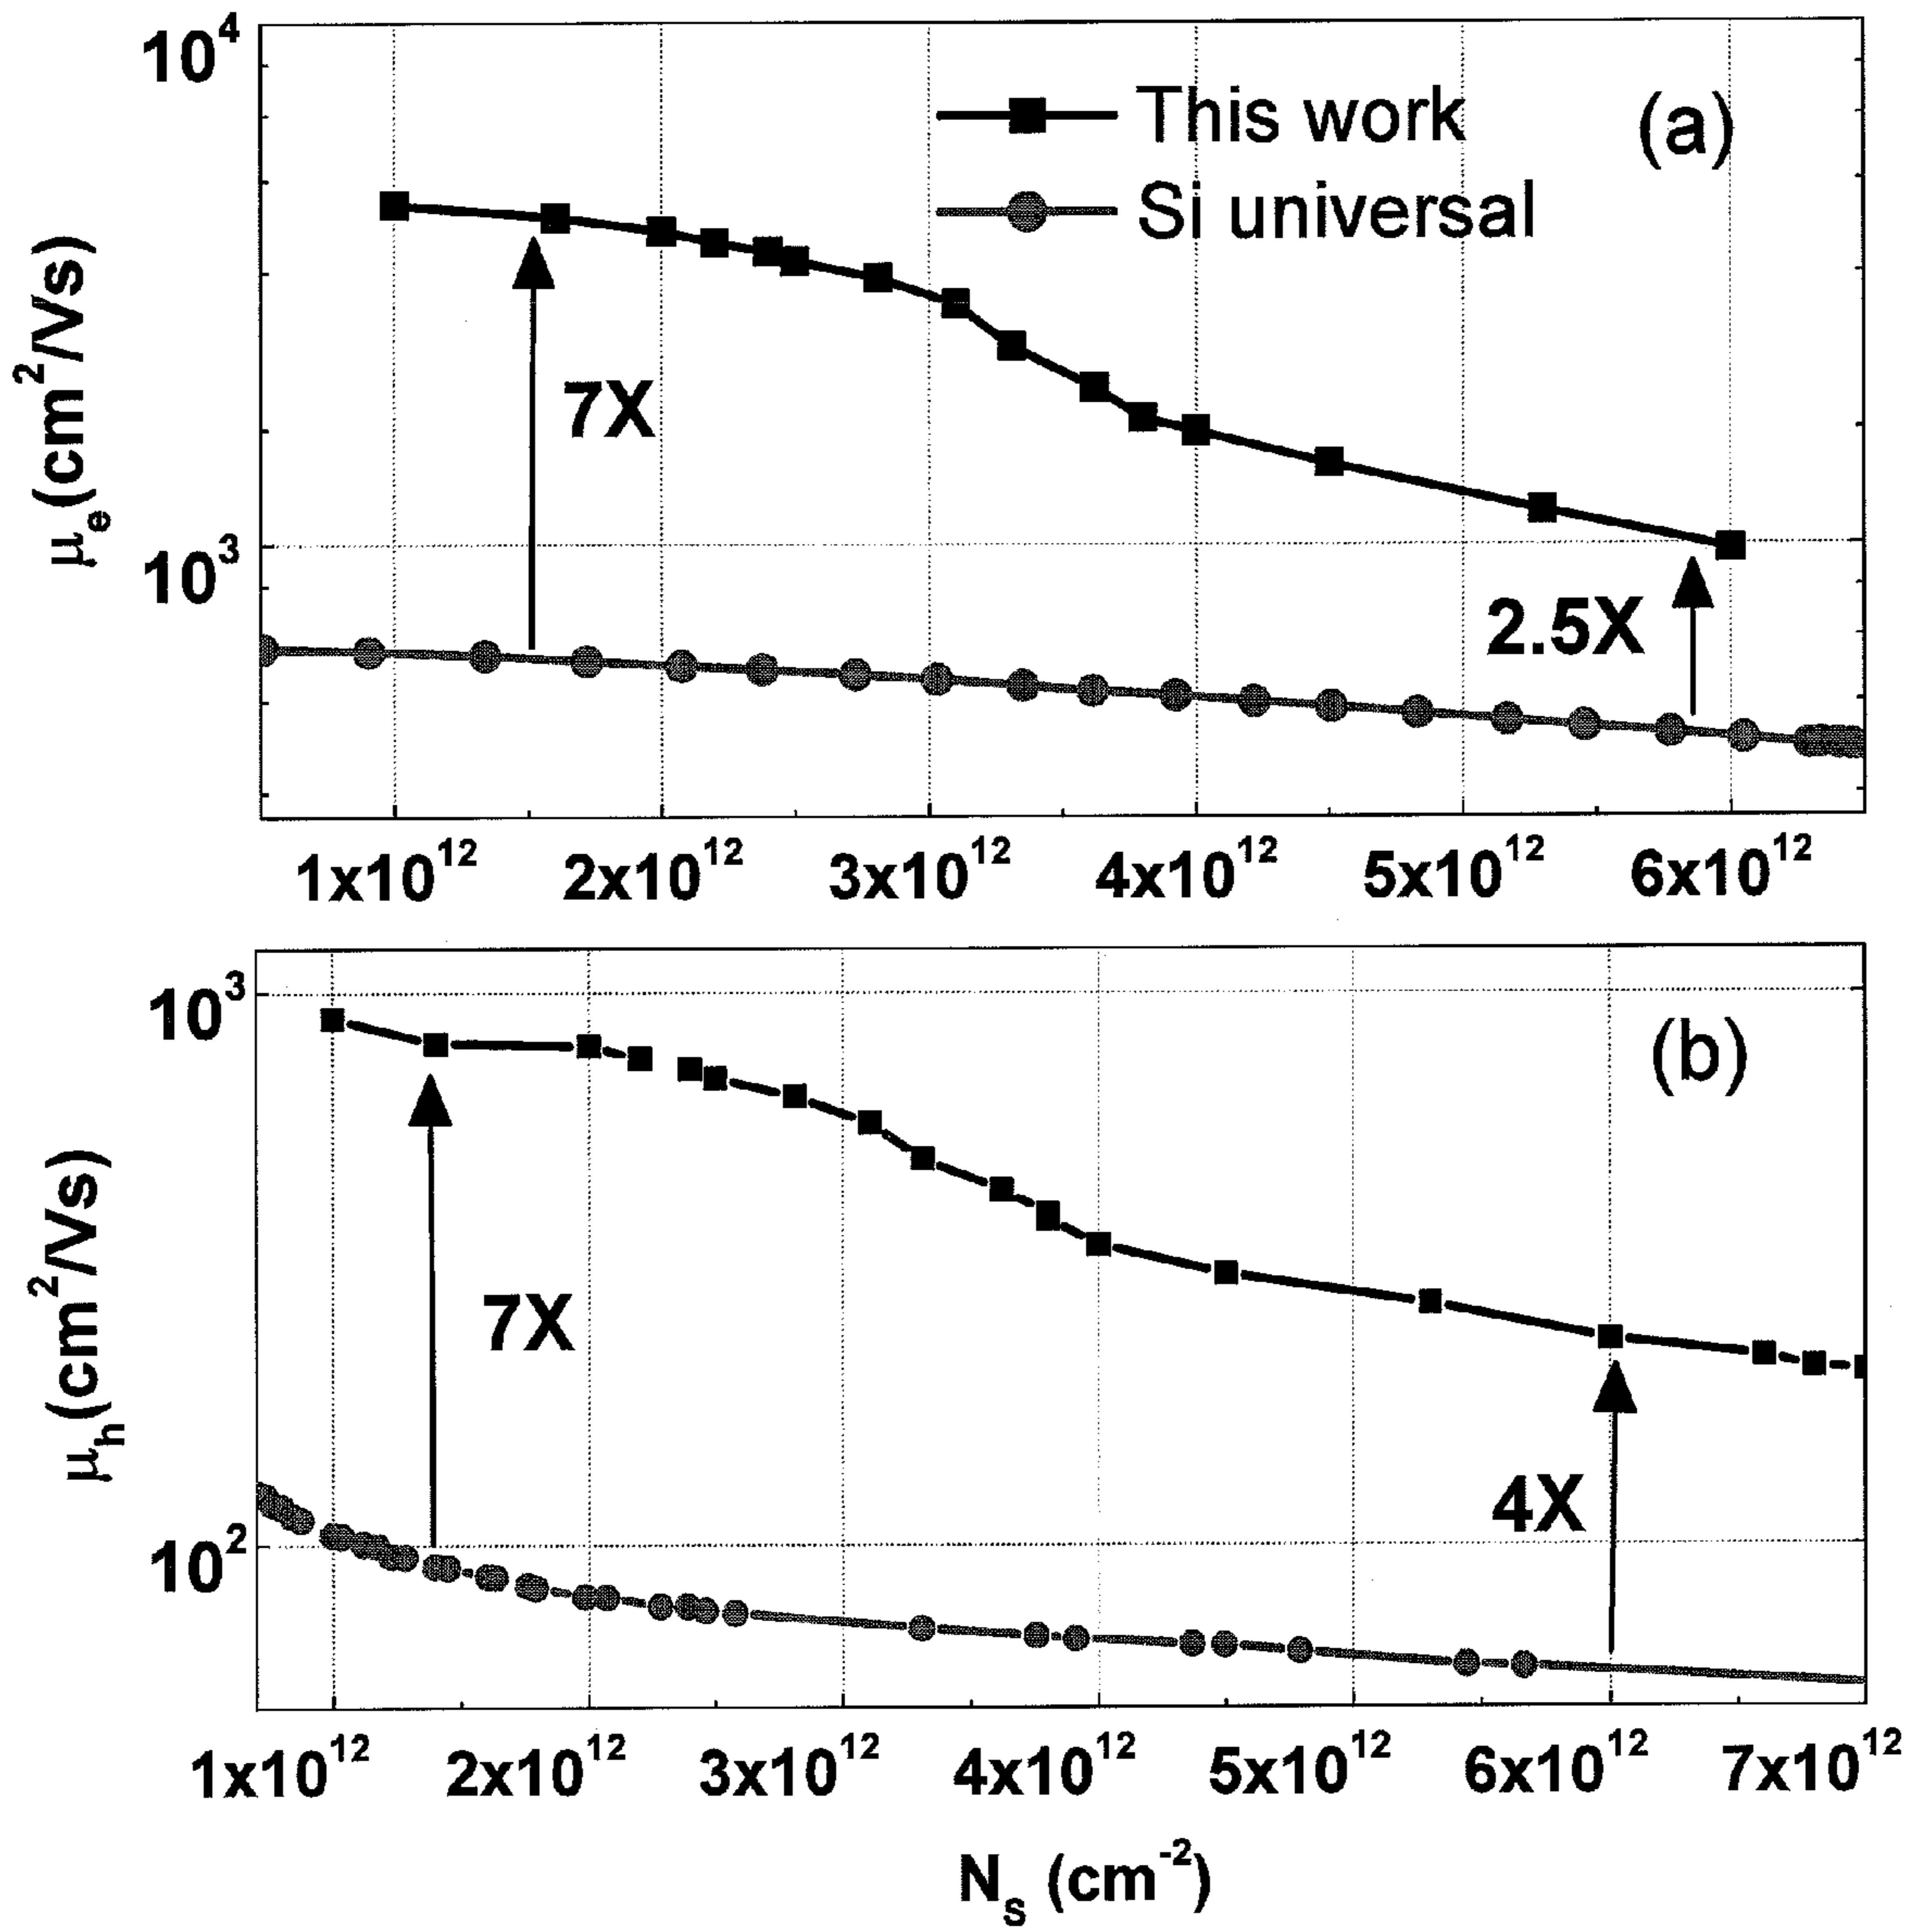 10⁴
This work
(a)
Si universal
μₑ(cm²/Vs)
7X
10³
2.5X
1x10¹² 2x10¹² 3x10¹² 4x10¹² 5x10¹² 6x10¹²
10³
(b)
μₕ(cm²/Vs)
7X
4X
10²
1x10¹² 2x10¹² 3x10¹² 4x10¹² 5x10¹² 6x10¹² 7x10¹²
Nₛ (cm⁻²)